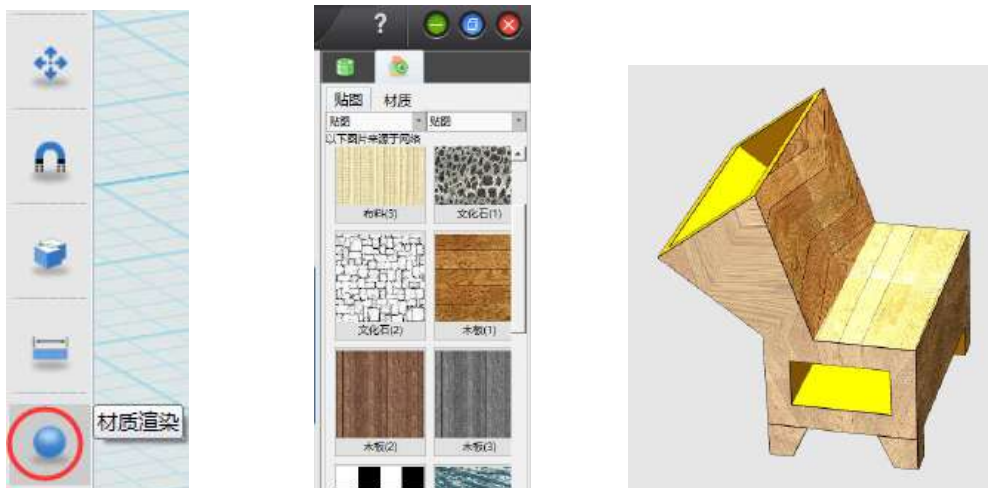 材质渲染
?
贴图 材质
贴图 贴图
以下图片来源于网络
布料(3) 文化石(1)
文化石(2) 木板(1)
木板(2) 木板(3)